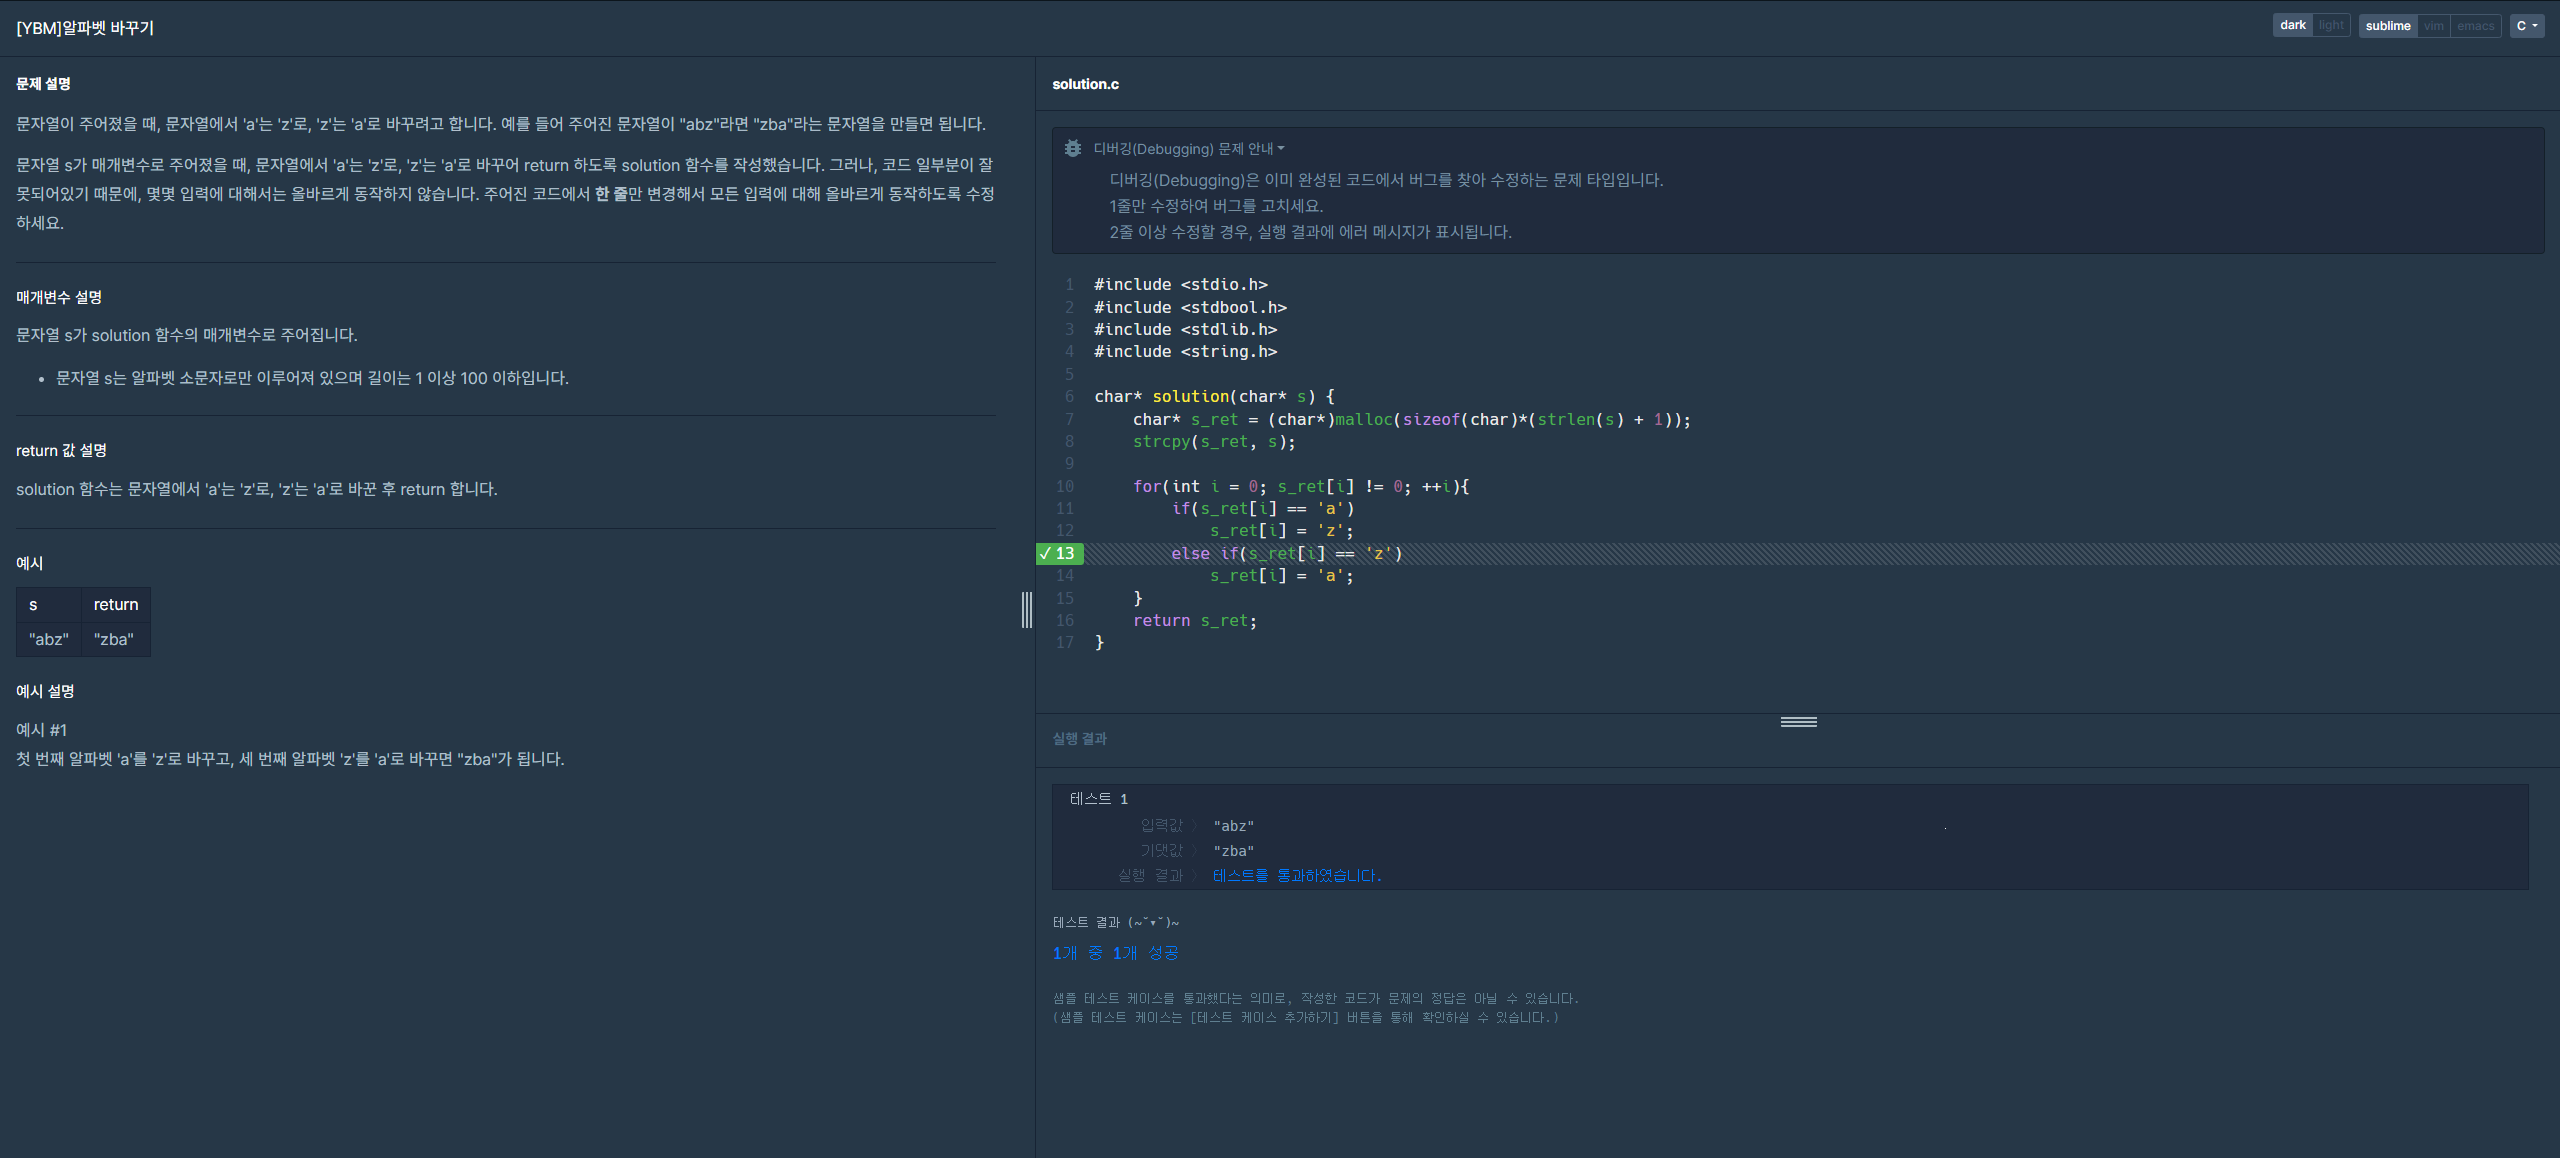 [YBM]알파벳 바꾸기
dark light sublime vim emacs C
문제 설명
문자열이 주어졌을 때, 문자열에서 'a'는 'z'로, 'z'는 'a'로 바꾸려고 합니다. 예를 들어 주어진 문자열이 "abz"라면 "zba"라는 문자열을 만들면 됩니다.
문자열 s가 매개변수로 주어졌을 때, 문자열에서 'a'는 'z'로, 'z'는 'a'로 바꾸어 return 하도록 solution 함수를 작성했습니다. 그러나, 코드 일부분이 잘
못되어있기 때문에, 몇몇 입력에 대해서는 올바르게 동작하지 않습니다. 주어진 코드에서 한 줄만 변경해서 모든 입력에 대해 올바르게 동작하도록 수정
하세요.
매개변수 설명
문자열 s가 solution 함수의 매개변수로 주어집니다.
• 문자열 s는 알파벳 소문자로만 이루어져 있으며 길이는 1 이상 100 이하입니다.
return 값 설명
solution 함수는 문자열에서 'a'는 'z'로, 'z'는 'a'로 바꾼 후 return 합니다.
예시
s return
"abz" "zba"
예시 설명
예시 #1
첫 번째 알파벳 'a'를 'z'로 바꾸고, 세 번째 알파벳 'z'를 'a'로 바꾸면 "zba"가 됩니다.
solution.c
디버깅(Debugging) 문제 안내
디버깅(Debugging)은 이미 완성된 코드에서 버그를 찾아 수정하는 문제 타입입니다.
1줄만 수정하여 버그를 고치세요.
2줄 이상 수정할 경우, 실행 결과에 에러 메시지가 표시됩니다.
1 #include <stdio.h>
2 #include <stdbool.h>
3 #include <stdlib.h>
4 #include <string.h>
5
6 char* solution(char* s) {
7 char* s_ret = (char*)malloc(sizeof(char)*(strlen(s) + 1));
8 strcpy(s_ret, s);
9
10 for(int i = 0; s_ret[i] != 0; ++i){
11 if(s_ret[i] == 'a')
12 s_ret[i] = 'z';
✓ 13 else if(s_ret[i] == 'z')
14 s_ret[i] = 'a';
15 }
16 return s_ret;
17 }
실행 결과
테스트 1
입력값 〉 "abz"
기댓값 〉 "zba"
실행 결과 〉 테스트를 통과하였습니다.
테스트 결과 (~˘▾˘)~
1개 중 1개 성공
샘플 테스트 케이스를 통과했다는 의미로, 작성한 코드가 문제의 정답은 아닐 수 있습니다.
(샘플 테스트 케이스는 [테스트 케이스 추가하기] 버튼을 통해 확인하실 수 있습니다.)